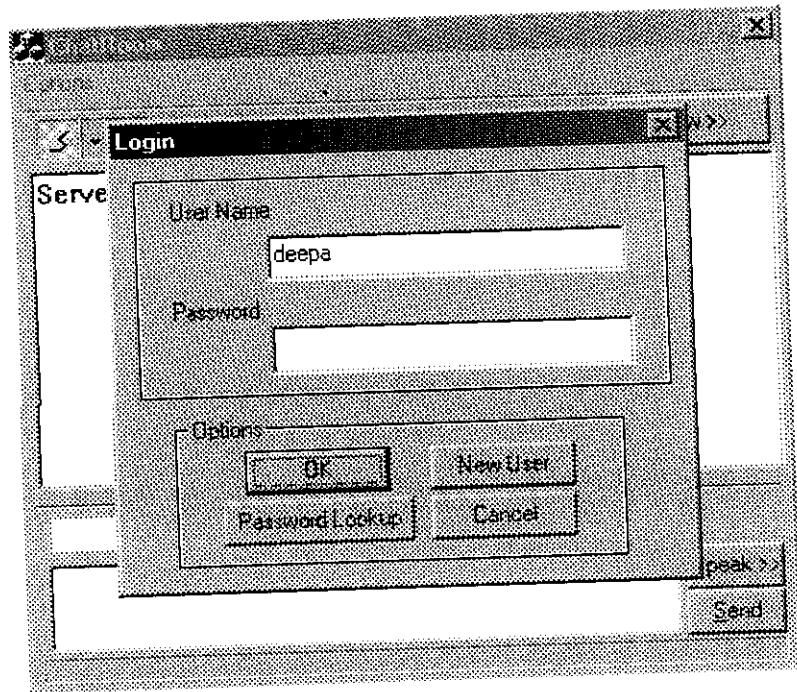 Login
w>>
Serve
User Name
deepa
Password
Options
OK
New User
Password Lookup
Cancel
peak >>
Send